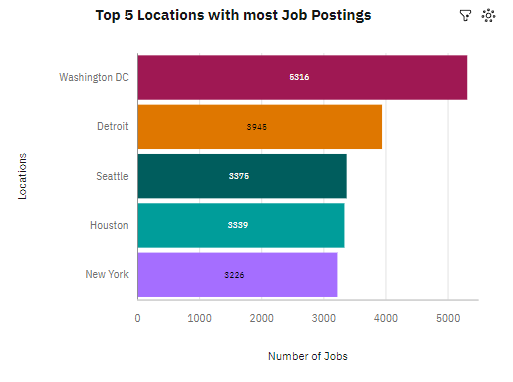 Top 5 Locations with most Job Postings
Washington DC
5316
Detroit
3945
Seattle
3375
Houston
3339
New York
3226
Locations
0 1000 2000 3000 4000 5000
Number of Jobs